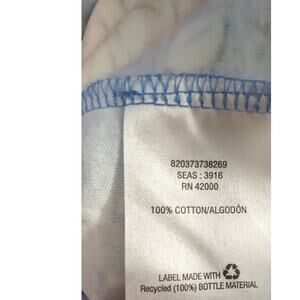 820373738269
SEAS : 3916
RN 42000
100% COTTON/ALGODÓN
LABEL MADE WITH
Recycled (100%) BOTTLE MATERIAL